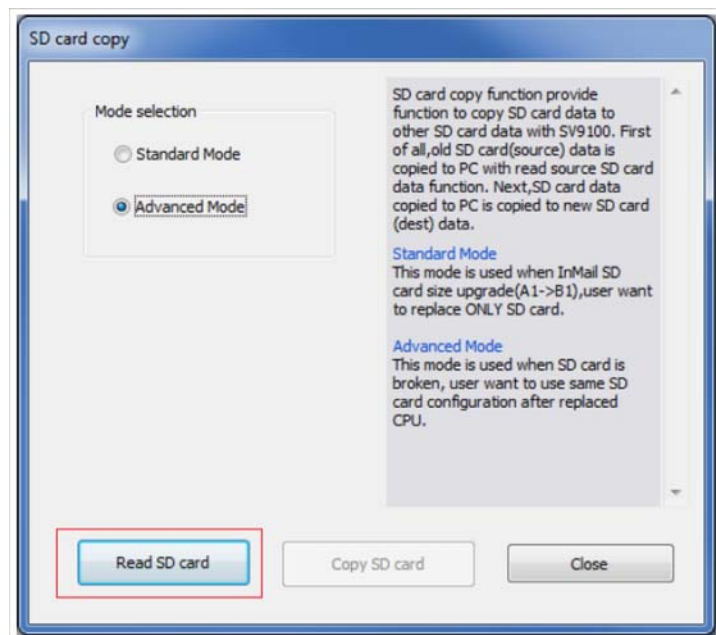 SD card copy
Mode selection
Standard Mode
Advanced Mode
SD card copy function provide
function to copy SD card data to
other SD card data with SV9100. First
of all,old SD card(source) data is
copied to PC with read source SD card
data function. Next,SD card data
copied to PC is copied to new SD card
(dest) data.
Standard Mode
This mode is used when InMail SD
card size upgrade(A1->B1),user want
to replace ONLY SD card.
Advanced Mode
This mode is used when SD card is
broken, user want to use same SD
card configuration after replaced
CPU.
Read SD card
Copy SD card
Close